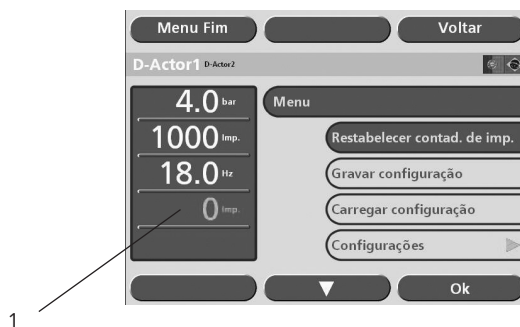 Menu Fim
Voltar
D-Actor1 D-Actor2
4.0 bar
Menu
1000 Imp.
Restabelecer contad. de imp.
18.0 Hz
Gravar configuração
0 Imp.
Carregar configuração
Configurações
Ok
1